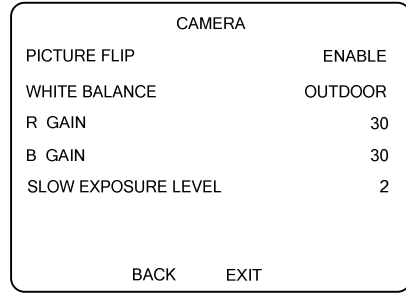 CAMERA
PICTURE FLIP ENABLE
WHITE BALANCE OUTDOOR
R GAIN 30
B GAIN 30
SLOW EXPOSURE LEVEL 2
BACK EXIT